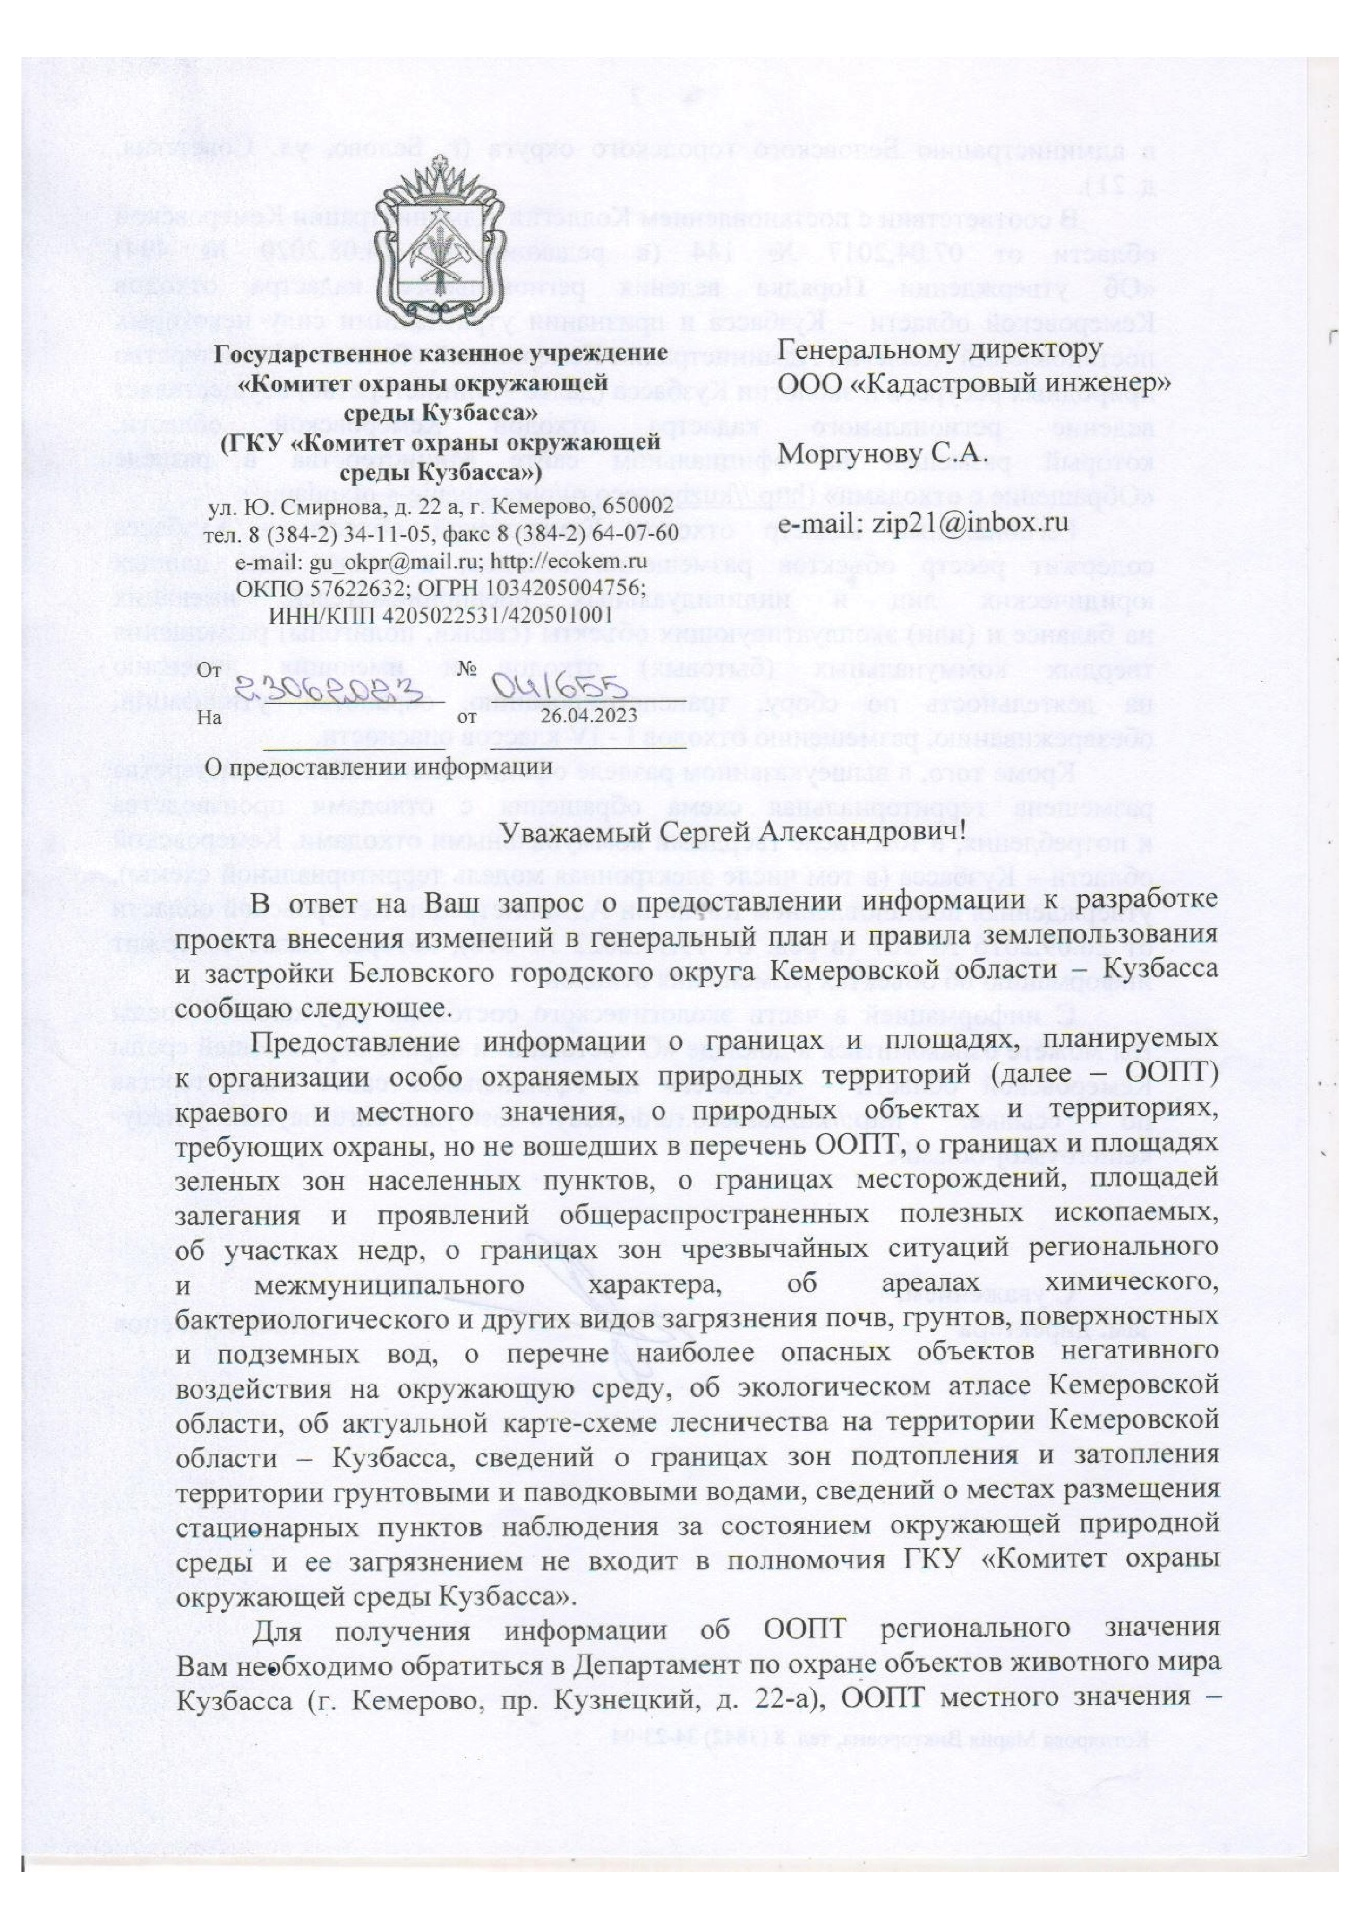 Государственное казенное учреждение
«Комитет охраны окружающей
среды Кузбасса»
(ГКУ «Комитет охраны окружающей
среды Кузбасса»)
ул. Ю. Смирнова, д. 22 а, г. Кемерово, 650002
тел. 8 (384-2) 34-11-05, факс 8 (384-2) 64-07-60
e-mail: gu_okpr@mail.ru; http://ecokem.ru
ОКПО 57622632; ОГРН 1034205004756;
ИНН/КПП 4205022531/420501001
От 23062023 № 04/655
На от 26.04.2023
О предоставлении информации
Генеральному директору
ООО «Кадастровый инженер»
Моргунову С.А.
e-mail: zip21@inbox.ru
Уважаемый Сергей Александрович!
В ответ на Ваш запрос о предоставлении информации к разработке
проекта внесения изменений в генеральный план и правила землепользования
и застройки Беловского городского округа Кемеровской области – Кузбасса
сообщаю следующее.
Предоставление информации о границах и площадях, планируемых
к организации особо охраняемых природных территорий (далее – ООПТ)
краевого и местного значения, о природных объектах и территориях,
требующих охраны, но не вошедших в перечень ООПТ, о границах и площадях
зеленых зон населенных пунктов, о границах месторождений, площадей
залегания и проявлений общераспространенных полезных ископаемых,
об участках недр, о границах зон чрезвычайных ситуаций регионального
и межмуниципального характера, об ареалах химического,
бактериологического и других видов загрязнения почв, грунтов, поверхностных
и подземных вод, о перечне наиболее опасных объектов негативного
воздействия на окружающую среду, об экологическом атласе Кемеровской
области, об актуальной карте-схеме лесничества на территории Кемеровской
области – Кузбасса, сведений о границах зон подтопления и затопления
территории грунтовыми и паводковыми водами, сведений о местах размещения
стационарных пунктов наблюдения за состоянием окружающей природной
среды и ее загрязнением не входит в полномочия ГКУ «Комитет охраны
окружающей среды Кузбасса».
Для получения информации об ООПТ регионального значения
Вам необходимо обратиться в Департамент по охране объектов животного мира
Кузбасса (г. Кемерово, пр. Кузнецкий, д. 22-а), ООПТ местного значения –